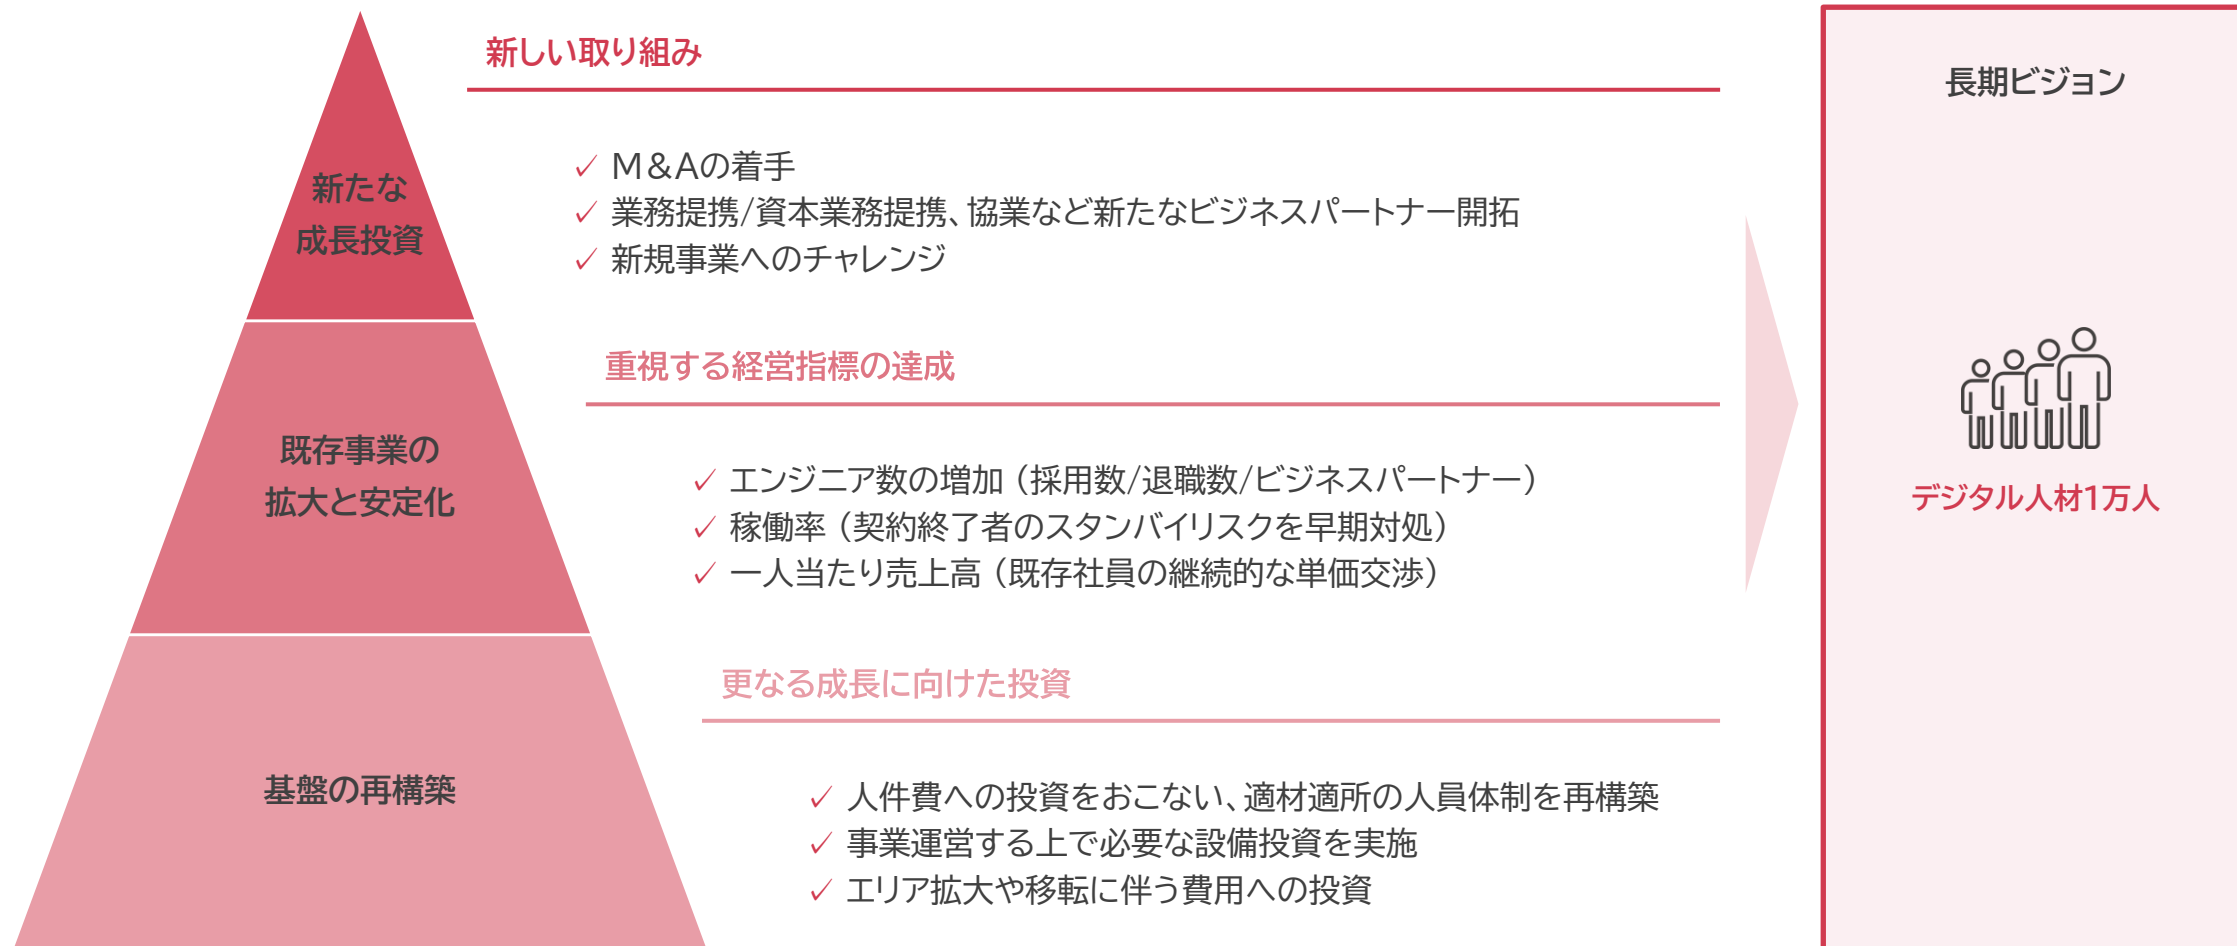 新しい取り組み
新たな
成長投資
✓ M&Aの着手
✓ 業務提携/資本業務提携、協業など新たなビジネスパートナー開拓
✓ 新規事業へのチャレンジ
重視する経営指標の達成
既存事業の
拡大と安定化
✓ エンジニア数の増加（採用数/退職数/ビジネスパートナー）
✓ 稼働率（契約終了者のスタンバイリスクを早期対処）
✓ 一人当たり売上高（既存社員の継続的な単価交渉）
更なる成長に向けた投資
基盤の再構築
✓ 人件費への投資をおこない、適材適所の人員体制を再構築
✓ 事業運営する上で必要な設備投資を実施
✓ エリア拡大や移転に伴う費用への投資
長期ビジョン
デジタル人材1万人